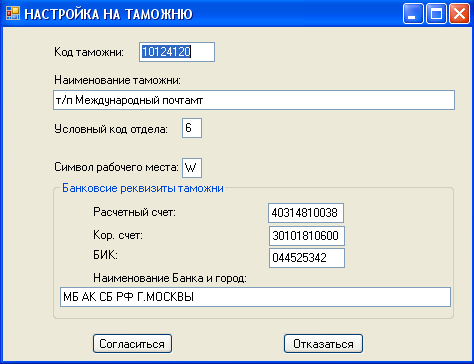 НАСТРОЙКА НА ТАМОЖНЮ
Код таможни: 10124120
Наименование таможни:
т/п Международный почтамт
Условный код отдела: 6
Символ рабочего места: W
Банковсие реквизиты таможни
Расчетный счет: 40314810038
Кор. счет: 30101810600
БИК: 044525342
Наименование Банка и город:
МБ АК СБ РФ Г.МОСКВЫ
Согласиться Отказаться